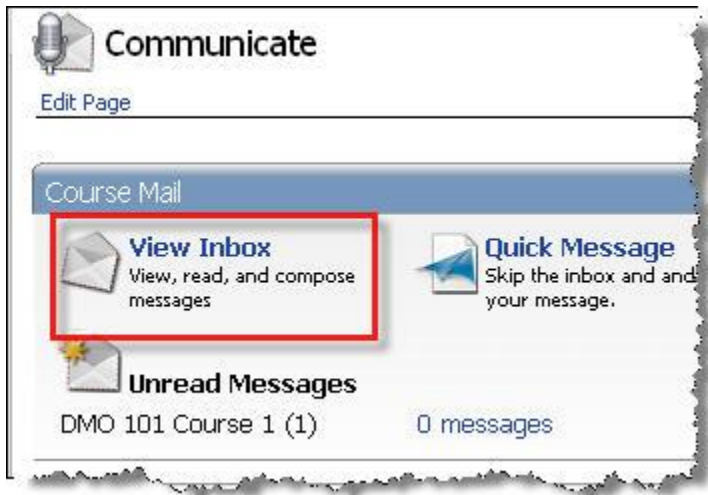 Communicate
Edit Page
Course Mail
View Inbox
View, read, and compose
messages
Quick Message
Skip the inbox and and
your message.
Unread Messages
DMO 101 Course 1 (1)
0 messages